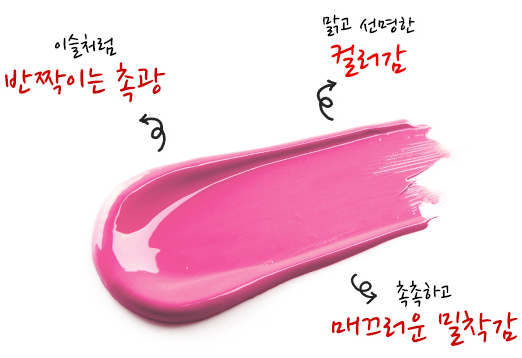 이슬처럼
반짝이는 촉광
맑고 선명한
컬러감
촉촉하고
매끄러운 밀착감